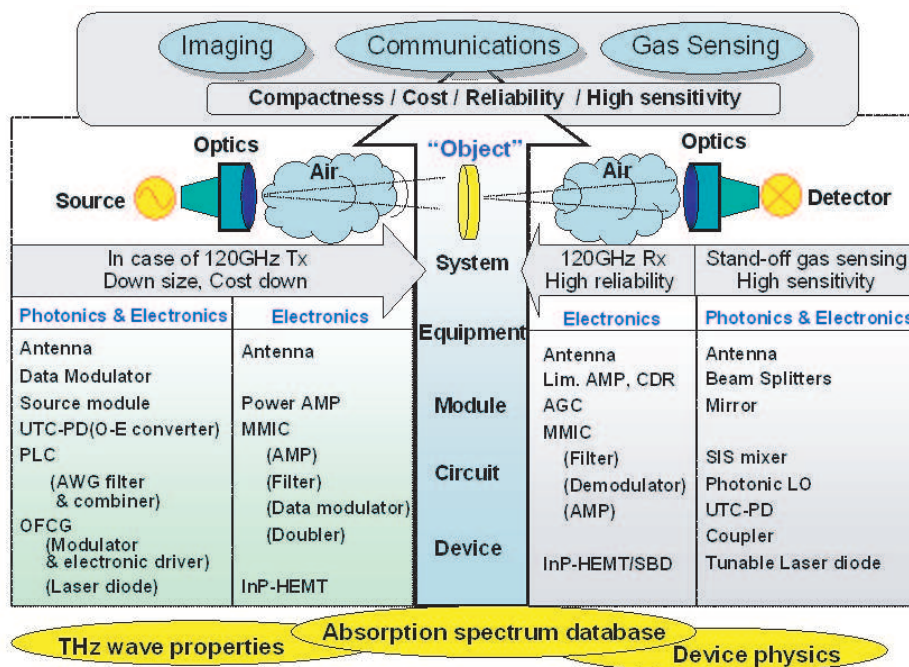 Imaging
Communications
Gas Sensing
Compactness / Cost / Reliability / High sensitivity
Optics
Air
Source
"Object"
Optics
Air
Detector
In case of 120GHz Tx
Down size, Cost down
System
120GHz Rx
High reliability
Stand-off gas sensing
High sensitivity
Photonics & Electronics
Antenna
Data Modulator
Source module
UTC-PD(O-E converter)
PLC
(AWG filter
& combiner)
OFCG
(Modulator
& electronic driver)
(Laser diode)
Electronics
Antenna
Power AMP
MMIC
(AMP)
(Filter)
(Data modulator)
(Doubler)
InP-HEMT
Equipment
Module
Circuit
Device
Electronics
Antenna
Lim. AMP, CDR
AGC
MMIC
(Filter)
(Demodulator)
(AMP)
InP-HEMT/SBD
Photonics & Electronics
Antenna
Beam Splitters
Mirror
SIS mixer
Photonic LO
UTC-PD
Coupler
Tunable Laser diode
THz wave properties
Absorption spectrum database
Device physics